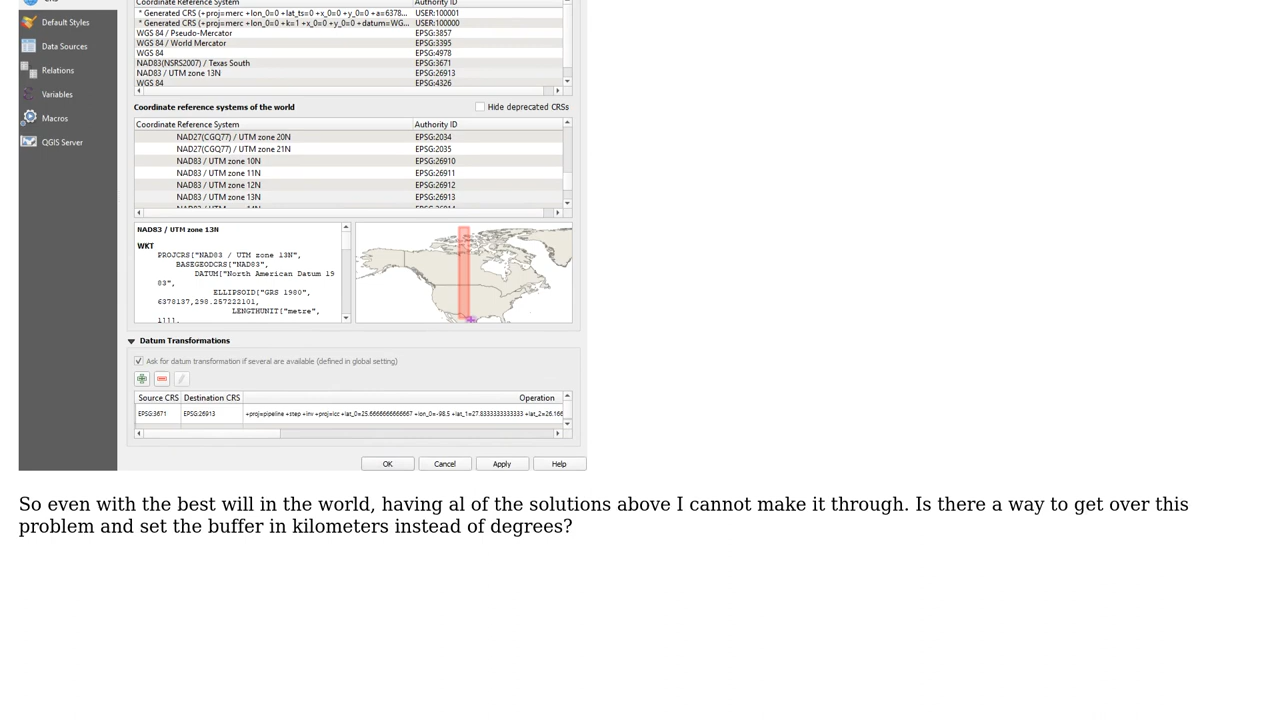 Coordinate Reference System Authority ID
* Generated CRS (+proj=merc +lon_0=0 +lat_ts=0 +x_0=0 +y_0=0 +a=6378... USER:100001
* Generated CRS (+proj=merc +lon_0=0 +k=1 +x_0=0 +y_0=0 +datum=WG... USER:100000
WGS 84 / Pseudo-Mercator EPSG:3857
WGS 84 / World Mercator EPSG:3395
WGS 84 EPSG:4978
NAD83(NSRS2007) / Texas South EPSG:3671
NAD83 / UTM zone 13N EPSG:26913
WGS 84 EPSG:4326
Default Styles
Data Sources
Relations
Variables
Macros
QGIS Server
Coordinate reference systems of the world Hide deprecated CRSs
Coordinate Reference System Authority ID
NAD27(CGQ77) / UTM zone 20N EPSG:2034
NAD27(CGQ77) / UTM zone 21N EPSG:2035
NAD83 / UTM zone 10N EPSG:26910
NAD83 / UTM zone 11N EPSG:26911
NAD83 / UTM zone 12N EPSG:26912
NAD83 / UTM zone 13N EPSG:26913
NAD83 / UTM zone 13N
WKT
PROJCRS["NAD83 / UTM zone 13N",
BASEGEODCRS["NAD83",
DATUM["North American Datum 19
83",
ELLIPSOID["GRS 1980",
6378137,298.257222101,
LENGTHUNIT["metre",
1]]],
Datum Transformations
Ask for datum transformation if several are available (defined in global setting)
Source CRS Destination CRS Operation
EPSG:3671 EPSG:26913 +proj=pipeline +step +inv +proj=lcc +lat_0=25.6666666666667 +lon_0=-98.5 +lat_1=27.8333333333333 +lat_2=26.166
OK Cancel Apply Help
So even with the best will in the world, having al of the solutions above I cannot make it through. Is there a way to get over this
problem and set the buffer in kilometers instead of degrees?